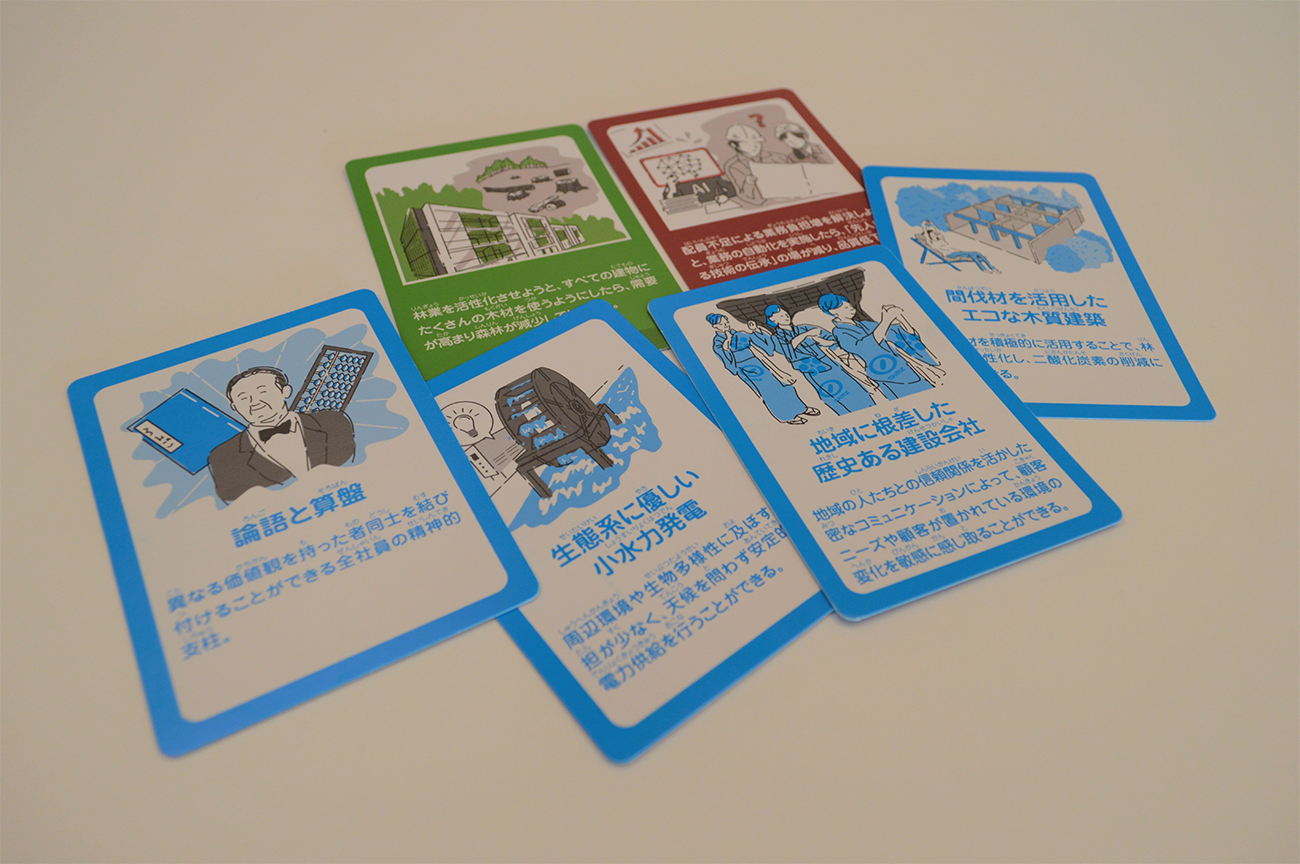 林業を活性化させようと、すべての建物に
たくさんの木材を使うようにしたら、需要
が高まり森林が減少し
AI
?
配員不足による業務負担増を解決しよ
と、業務の自動化を実施したら、「先人
る技術の伝承」の場が減り、品質低
間伐材を活用した
エコな木質建築
材を積極的に活用することで、林
性化し、二酸化炭素の削減に
る。
論語と算盤
異なる価値観を持った者同士を結び
付けることができる全社員の精神的
支柱。
生態系に優しい
小水力発電
周辺環境や生物多様性に及ぼす
担が少なく、天候を問わず安定的
電力供給を行うことができる。
地域に根差した
歴史ある建設会社
地域の人たちとの信頼関係を活かした
密なコミュニケーションによって、顧客
ニーズや顧客が置かれている環境の
変化を敏感に感じ取ることができる。